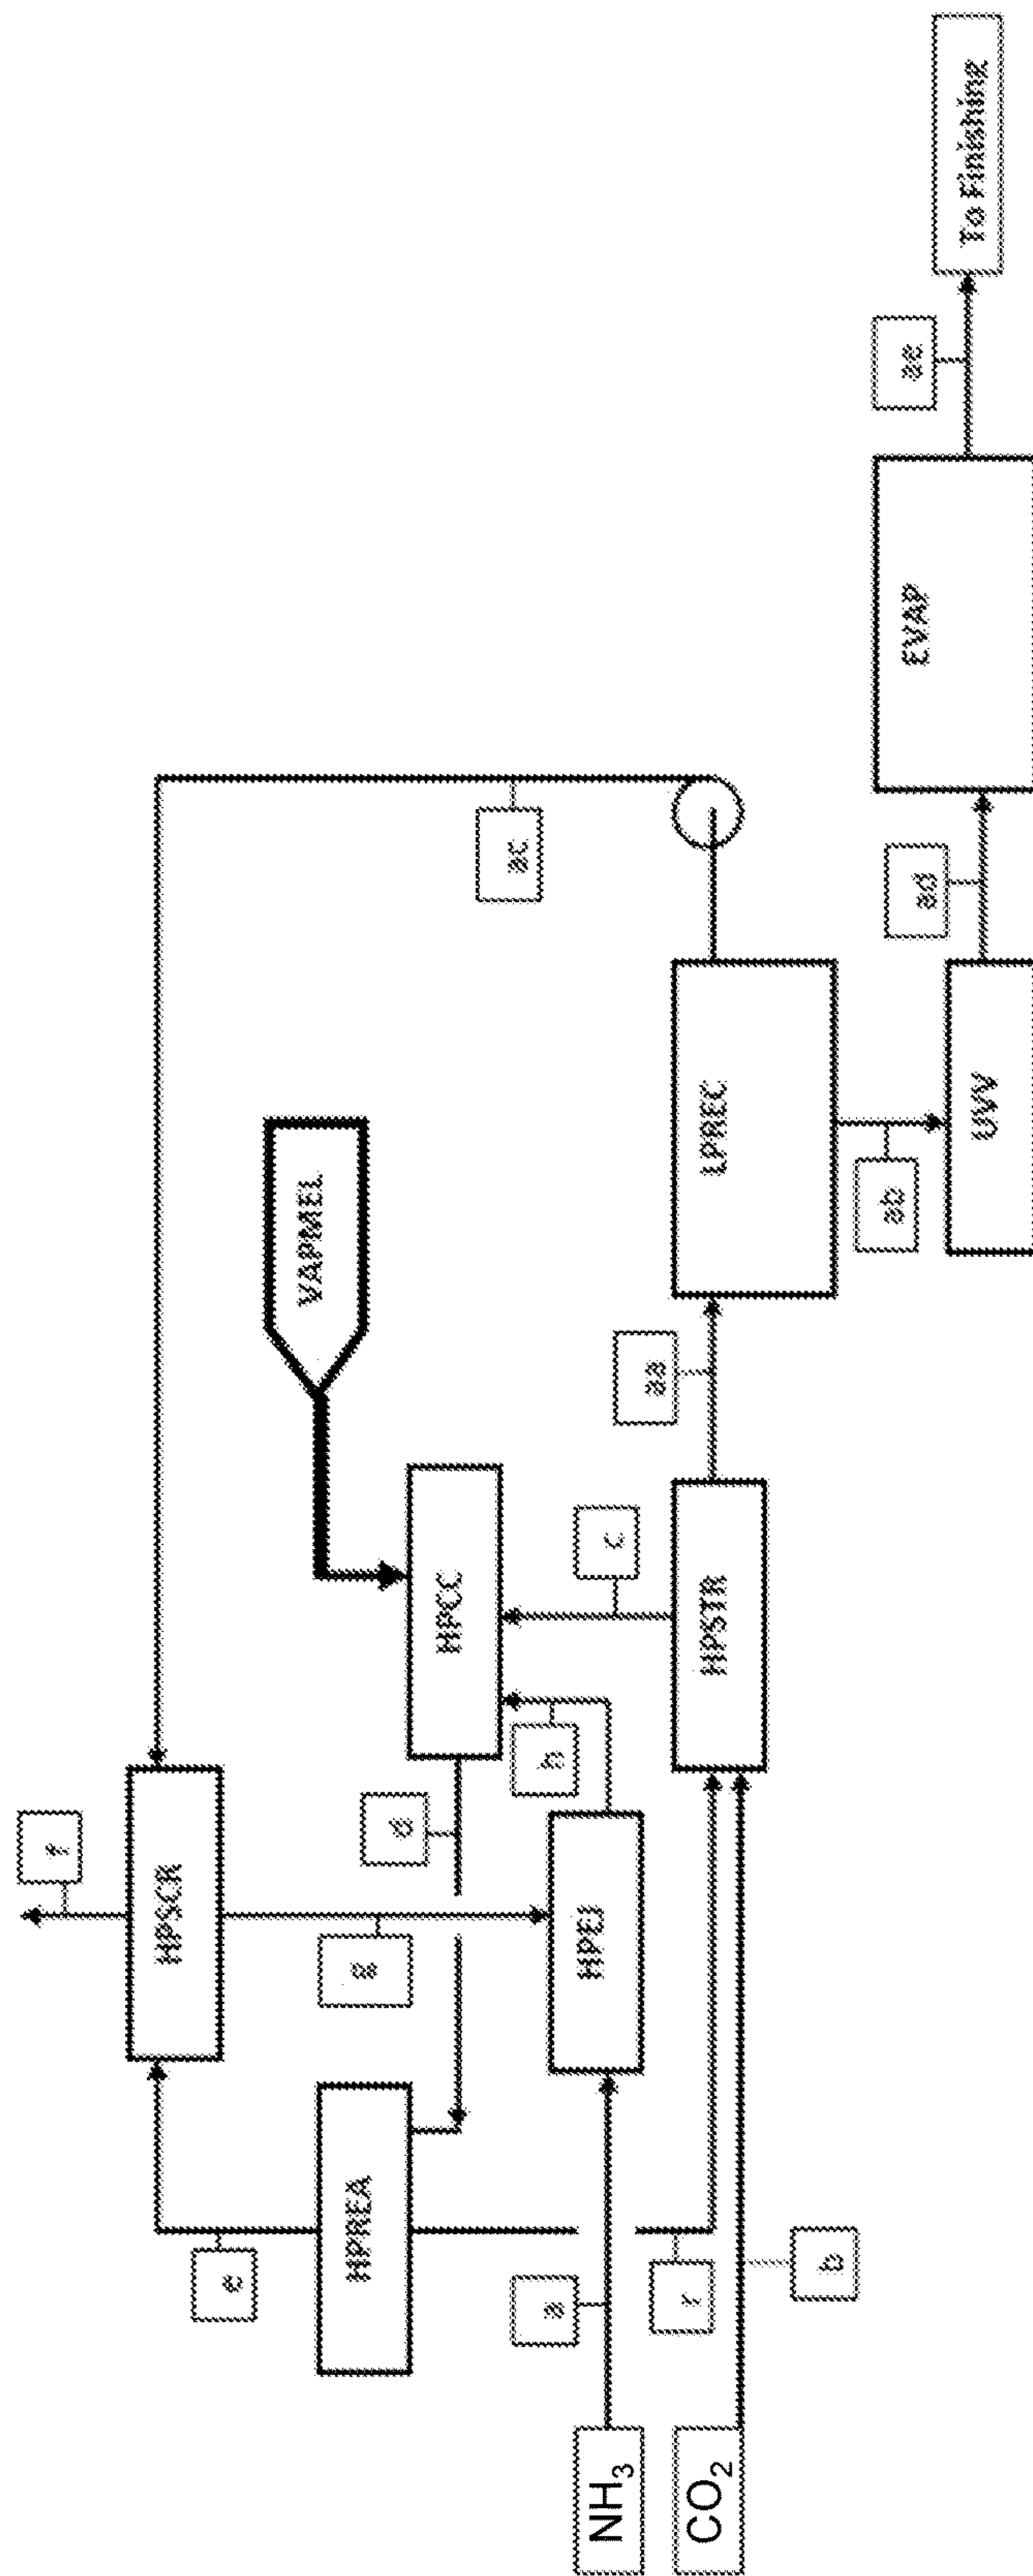 f
HPSCR
e
HPREA
g
d
VAPMEL
HPCC
ac
NH₃
a
HPEJ
h
c
CO₂
r
HPSTR
aa
LPREC
b
ab
ad
UVV
EVAP
ae
To Finishing